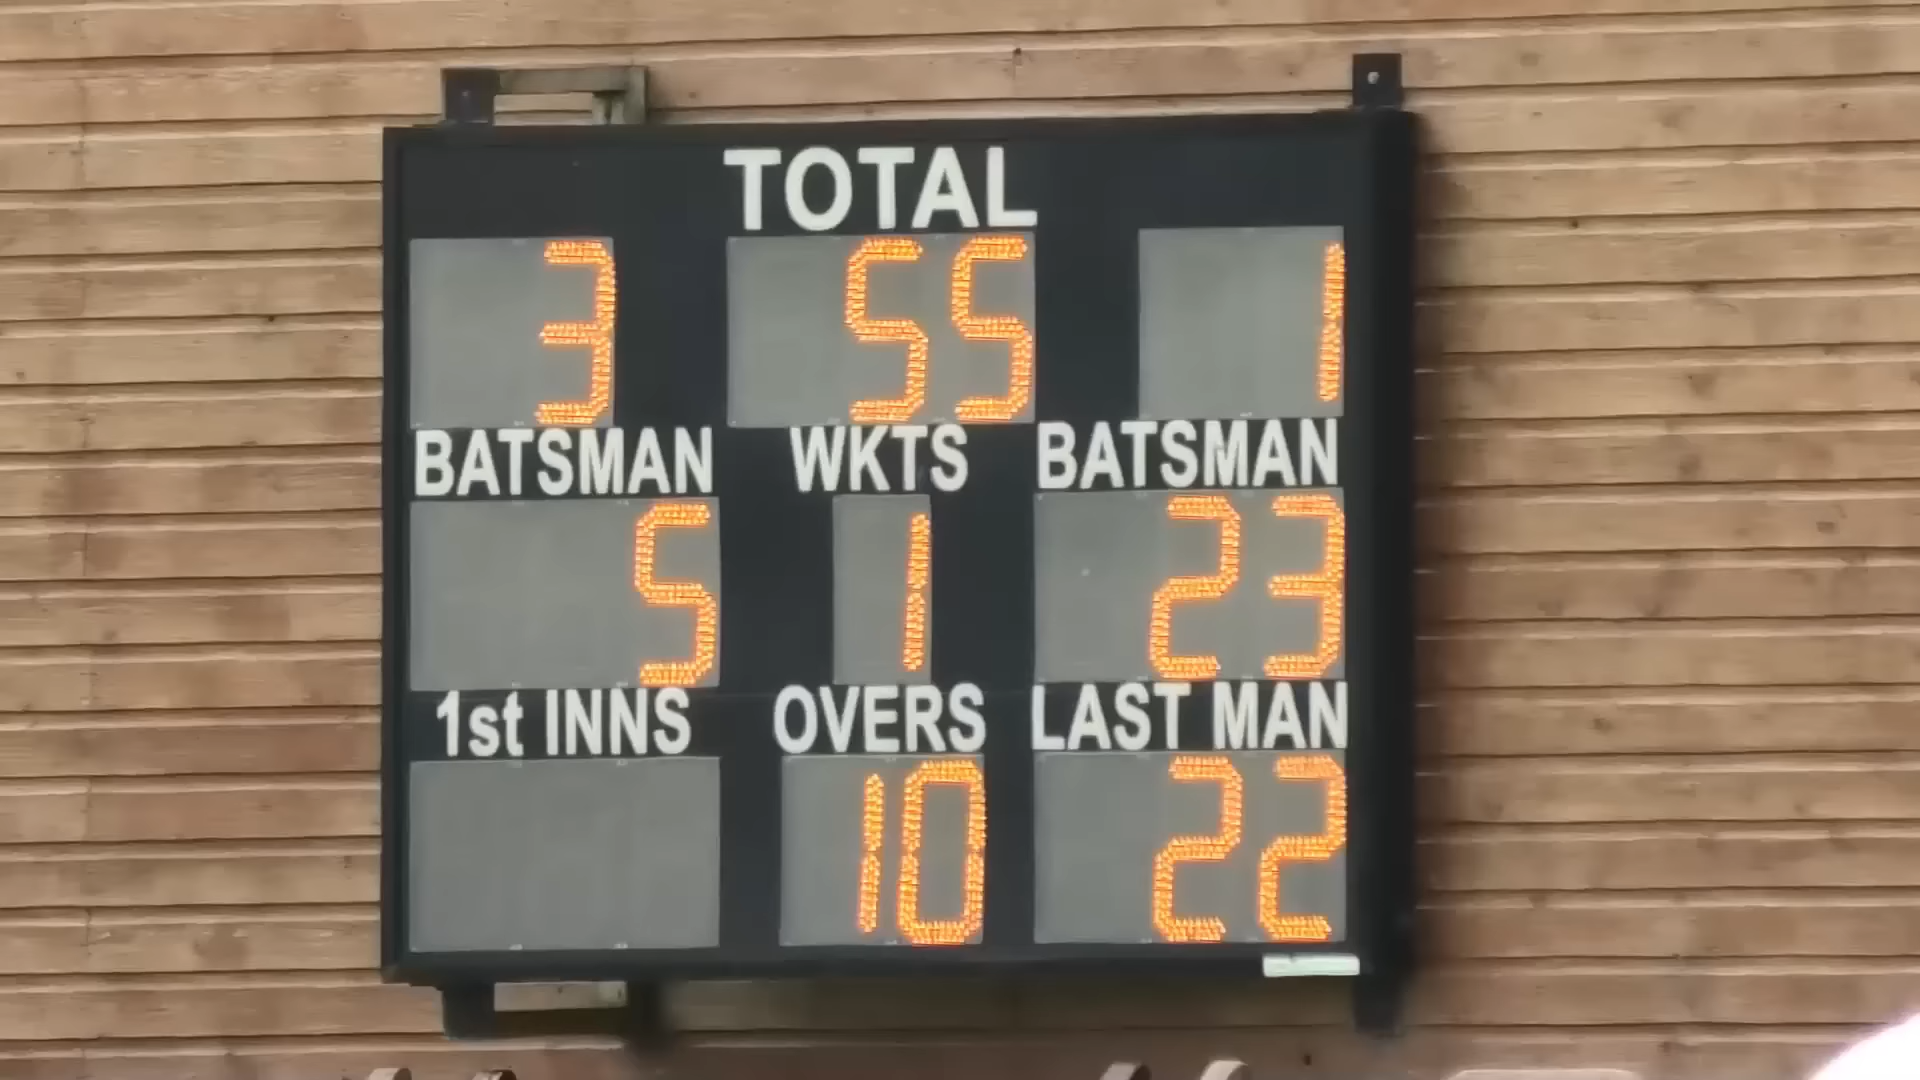 TOTAL
3 55 1
BATSMAN WKTS BATSMAN
5 1 23
1st INNS OVERS LAST MAN
10 22